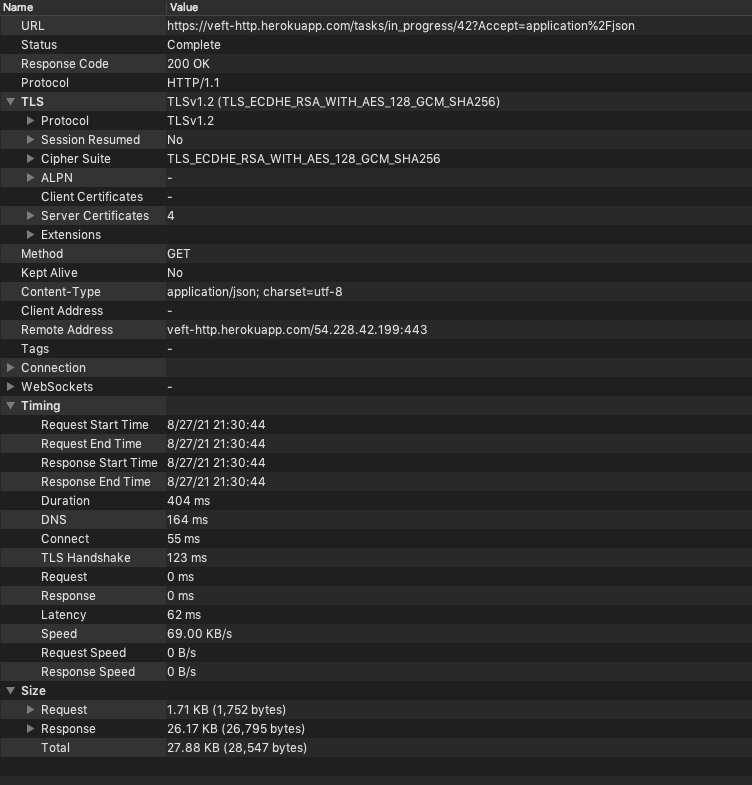 Name Value
URL https://veft-http.herokuapp.com/tasks/in_progress/42?Accept=application%2Fjson
Status Complete
Response Code 200 OK
Protocol HTTP/1.1
TLS TLSv1.2 (TLS_ECDHE_RSA_WITH_AES_128_GCM_SHA256)
Protocol TLSv1.2
Session Resumed No
Cipher Suite TLS_ECDHE_RSA_WITH_AES_128_GCM_SHA256
ALPN -
Client Certificates -
Server Certificates 4
Extensions
Method GET
Kept Alive No
Content-Type application/json; charset=utf-8
Client Address -
Remote Address veft-http.herokuapp.com/54.228.42.199:443
Tags -
Connection
WebSockets -
Timing
Request Start Time 8/27/21 21:30:44
Request End Time 8/27/21 21:30:44
Response Start Time 8/27/21 21:30:44
Response End Time 8/27/21 21:30:44
Duration 404 ms
DNS 164 ms
Connect 55 ms
TLS Handshake 123 ms
Request 0 ms
Response 0 ms
Latency 62 ms
Speed 69.00 KB/s
Request Speed 0 B/s
Response Speed 0 B/s
Size
Request 1.71 KB (1,752 bytes)
Response 26.17 KB (26,795 bytes)
Total 27.88 KB (28,547 bytes)